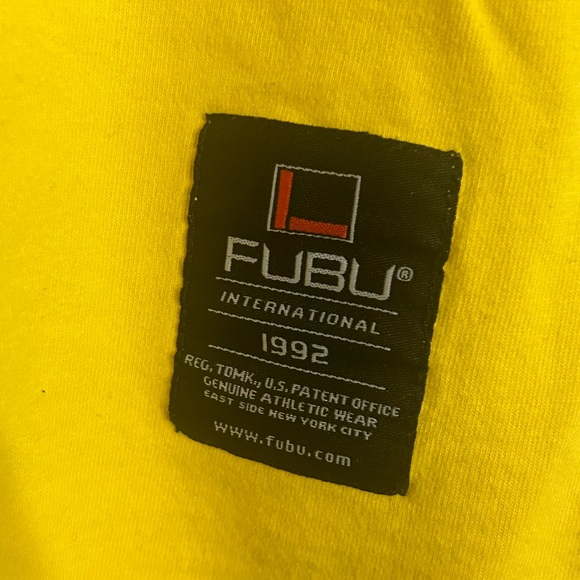 FUBU®
INTERNATIONAL
1992
REG. TDMK., U.S. PATENT OFFICE
GENUINE ATHLETIC WEAR
EAST SIDE NEW YORK CITY
www.fubu.com